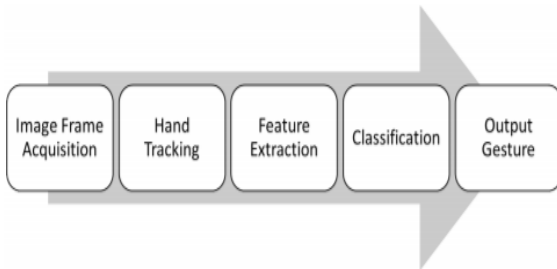 Image Frame
Acquisition
Hand
Tracking
Feature
Extraction
Classification
Output
Gesture